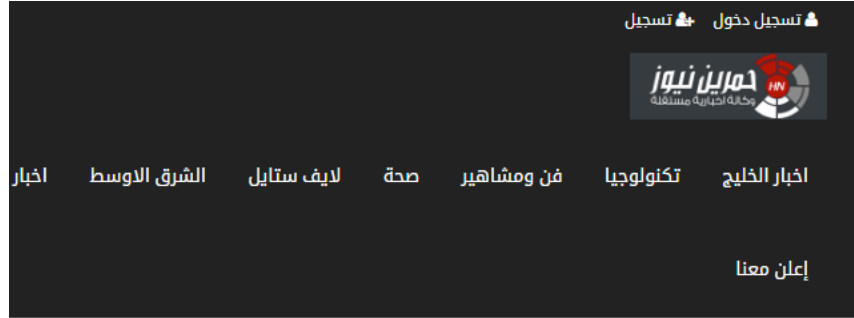 تسجيل دخول تسجيل
حمرين نيوز
HN
وكالة اخبارية مستقلة
اخبار الخليج تكنولوجيا فن ومشاهير صحة لايف ستايل الشرق الاوسط اخبار
إعلن معنا